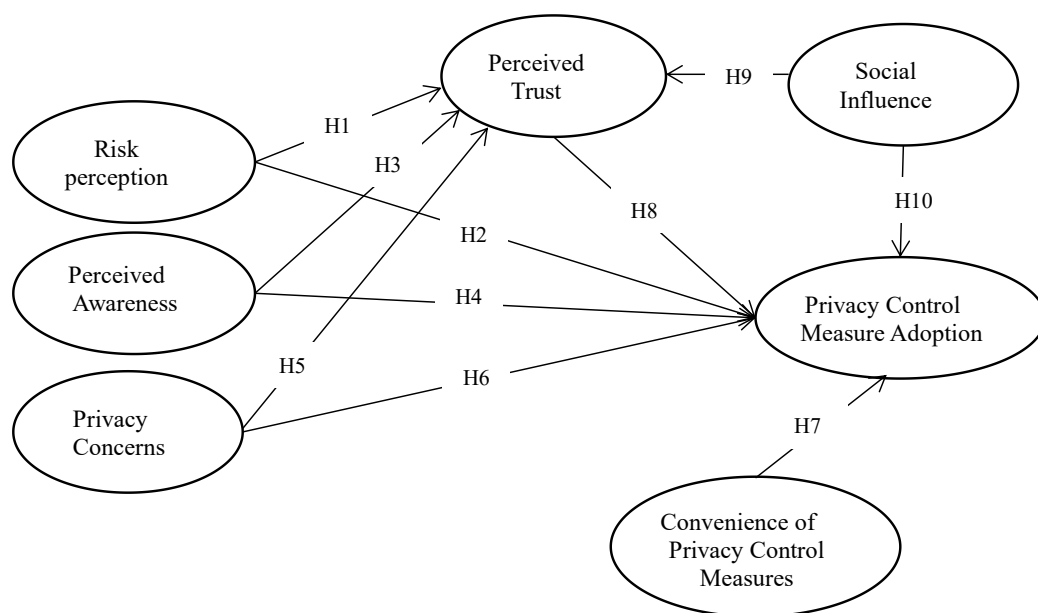 Perceived
Trust
Social
Influence
H9
H1
Risk
perception
H3
H10
H8
H2
Perceived
Awareness
H4
Privacy Control
Measure Adoption
H5
H6
Privacy
Concerns
H7
Convenience of
Privacy Control
Measures